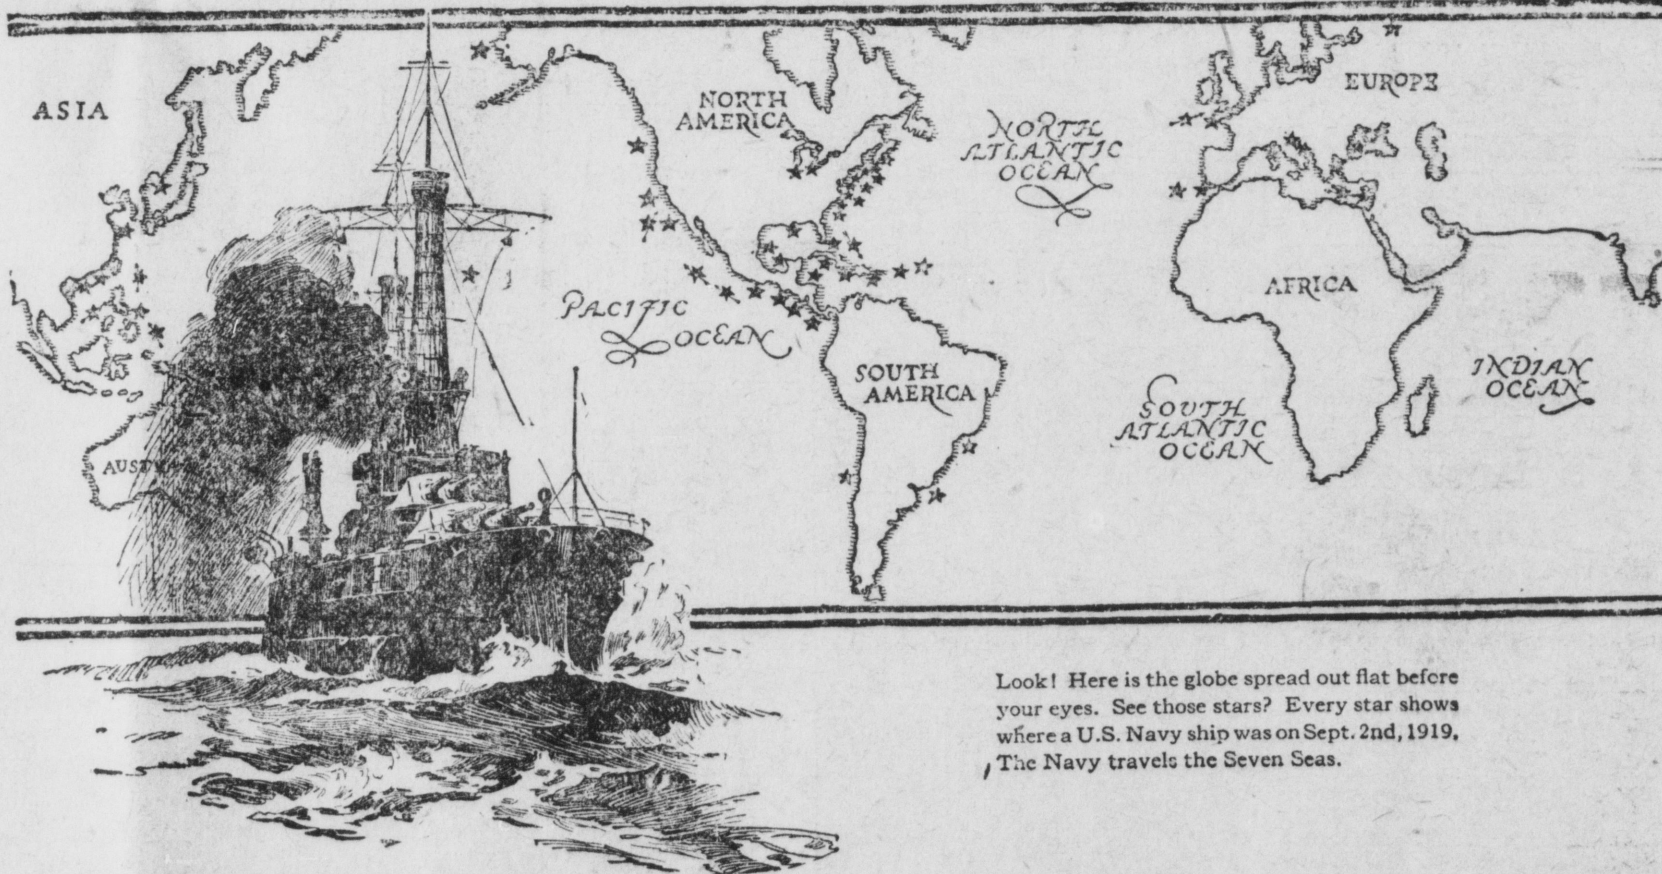 ASIA
NORTH
AMERICA
NORTH
ATLANTIC
OCEAN
EUROPE
PACIFIC
OCEAN
AFRICA
SOUTH
AMERICA
SOUTH
ATLANTIC
OCEAN
INDIAN
OCEAN
Look! Here is the globe spread out flat before
your eyes. See those stars? Every star shows
where a U.S. Navy ship was on Sept. 2nd, 1919.
The Navy travels the Seven Seas.